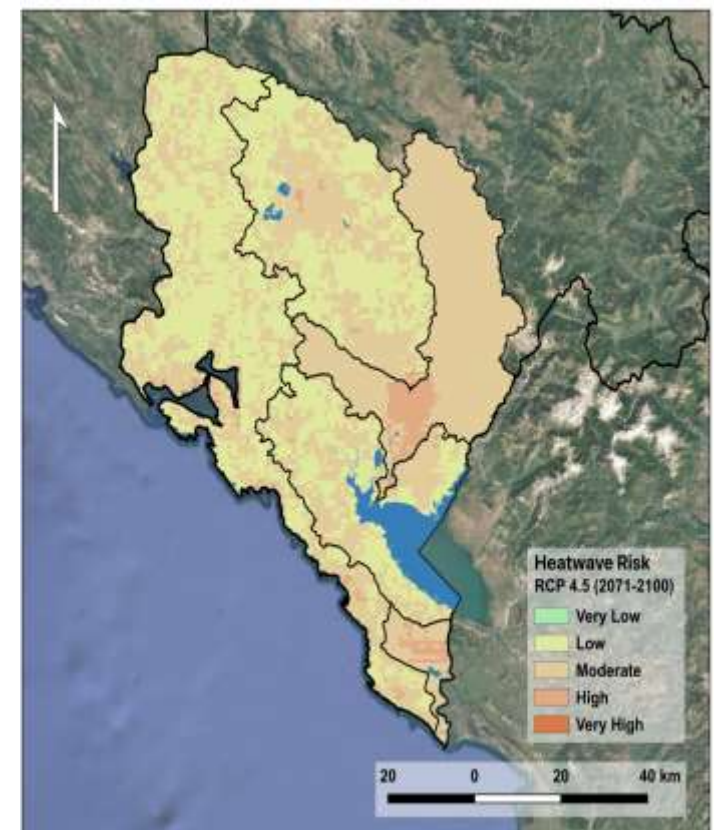 Heatwave Risk
RCP 4.5 (2071-2100)
Very Low
Low
Moderate
High
Very High
20 0 20 40 km